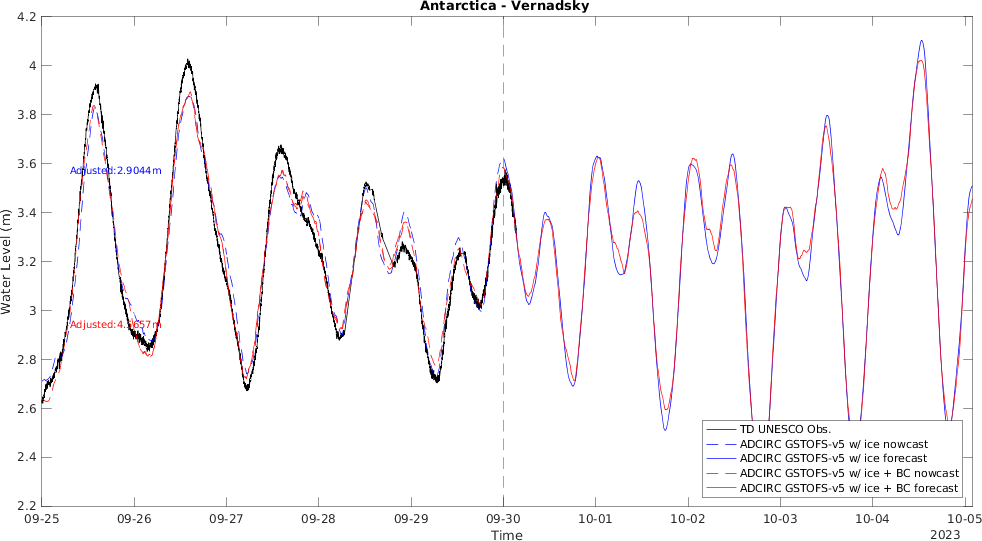 Antarctica - Vernadsky
4.2
4
3.8
3.6
3.4
3.2
3
2.8
2.6
2.4
2.2
Water Level (m)
Adjusted:2.9044m
TD UNESCO Obs.
ADCIRC GSTOFS-v5 w/ ice nowcast
ADCIRC GSTOFS-v5 w/ ice forecast
ADCIRC GSTOFS-v5 w/ ice + BC nowcast
ADCIRC GSTOFS-v5 w/ ice + BC forecast
09-25 09-26 09-27 09-28 09-29 09-30 10-01 10-02 10-03 10-04 10-05
Time
2023